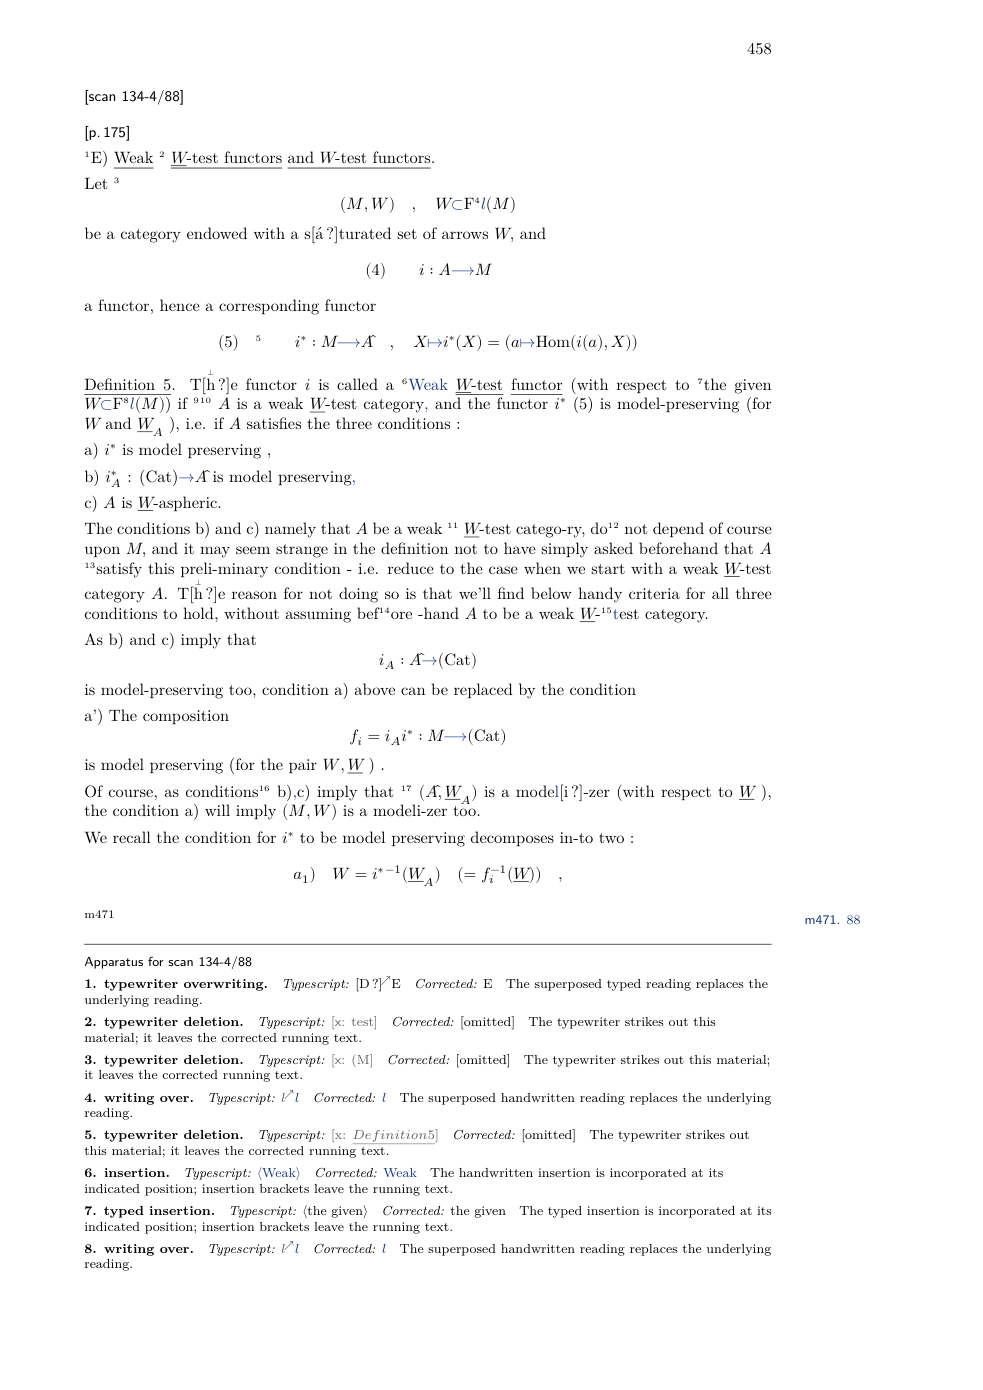 458
[scan 134-4/88]
[p. 175]
¹E) Weak ² W-test functors and W-test functors.
Let ³
(M, W) , W⊂F⁴l(M)
be a category endowed with a s[á ?]turated set of arrows W, and
(4) i : A⟶M
a functor, hence a corresponding functor
(5) ⁵ i* : M⟶Aˆ , X↦i*(X) = (a↦Hom(i(a), X))
Definition 5. T[h⊥ ?]e functor i is called a ⁶Weak W-test functor (with respect to ⁷the given
W⊂F⁸l(M)) if ⁹ ¹⁰ A is a weak W-test category, and the functor i* (5) is model-preserving (for
W and W_A ), i.e. if A satisfies the three conditions :
a) i* is model preserving ,
b) i*_A : (Cat)→Aˆ is model preserving,
c) A is W-aspheric.
The conditions b) and c) namely that A be a weak ¹¹ W-test catego-ry, do¹² not depend of course
upon M, and it may seem strange in the definition not to have simply asked beforehand that A
¹³satisfy this preli-minary condition - i.e. reduce to the case when we start with a weak W-test
category A. T[h⊥ ?]e reason for not doing so is that we'll find below handy criteria for all three
conditions to hold, without assuming bef¹⁴ore -hand A to be a weak W-¹⁵test category.
As b) and c) imply that
i_A : Aˆ→(Cat)
is model-preserving too, condition a) above can be replaced by the condition
a') The composition
f_i = i_A i* : M⟶(Cat)
is model preserving (for the pair W, W ) .
Of course, as conditions¹⁶ b),c) imply that ¹⁷ (Aˆ, W_A) is a model[i ?]-zer (with respect to W ),
the condition a) will imply (M, W) is a modeli-zer too.
We recall the condition for i* to be model preserving decomposes in-to two :
a₁) W = i*⁻¹(W_A) (= f_i⁻¹(W)) ,
m471
m471. 88
Apparatus for scan 134-4/88
1. typewriter overwriting. Typescript: [D ?]↗E Corrected: E The superposed typed reading replaces the
underlying reading.
2. typewriter deletion. Typescript: [x: test] Corrected: [omitted] The typewriter strikes out this
material; it leaves the corrected running text.
3. typewriter deletion. Typescript: [x: (M] Corrected: [omitted] The typewriter strikes out this material;
it leaves the corrected running text.
4. writing over. Typescript: l↗l Corrected: l The superposed handwritten reading replaces the underlying
reading.
5. typewriter deletion. Typescript: [x: Definition5] Corrected: [omitted] The typewriter strikes out
this material; it leaves the corrected running text.
6. insertion. Typescript: ⟨Weak⟩ Corrected: Weak The handwritten insertion is incorporated at its
indicated position; insertion brackets leave the running text.
7. typed insertion. Typescript: ⟨the given⟩ Corrected: the given The typed insertion is incorporated at its
indicated position; insertion brackets leave the running text.
8. writing over. Typescript: l↗l Corrected: l The superposed handwritten reading replaces the underlying
reading.